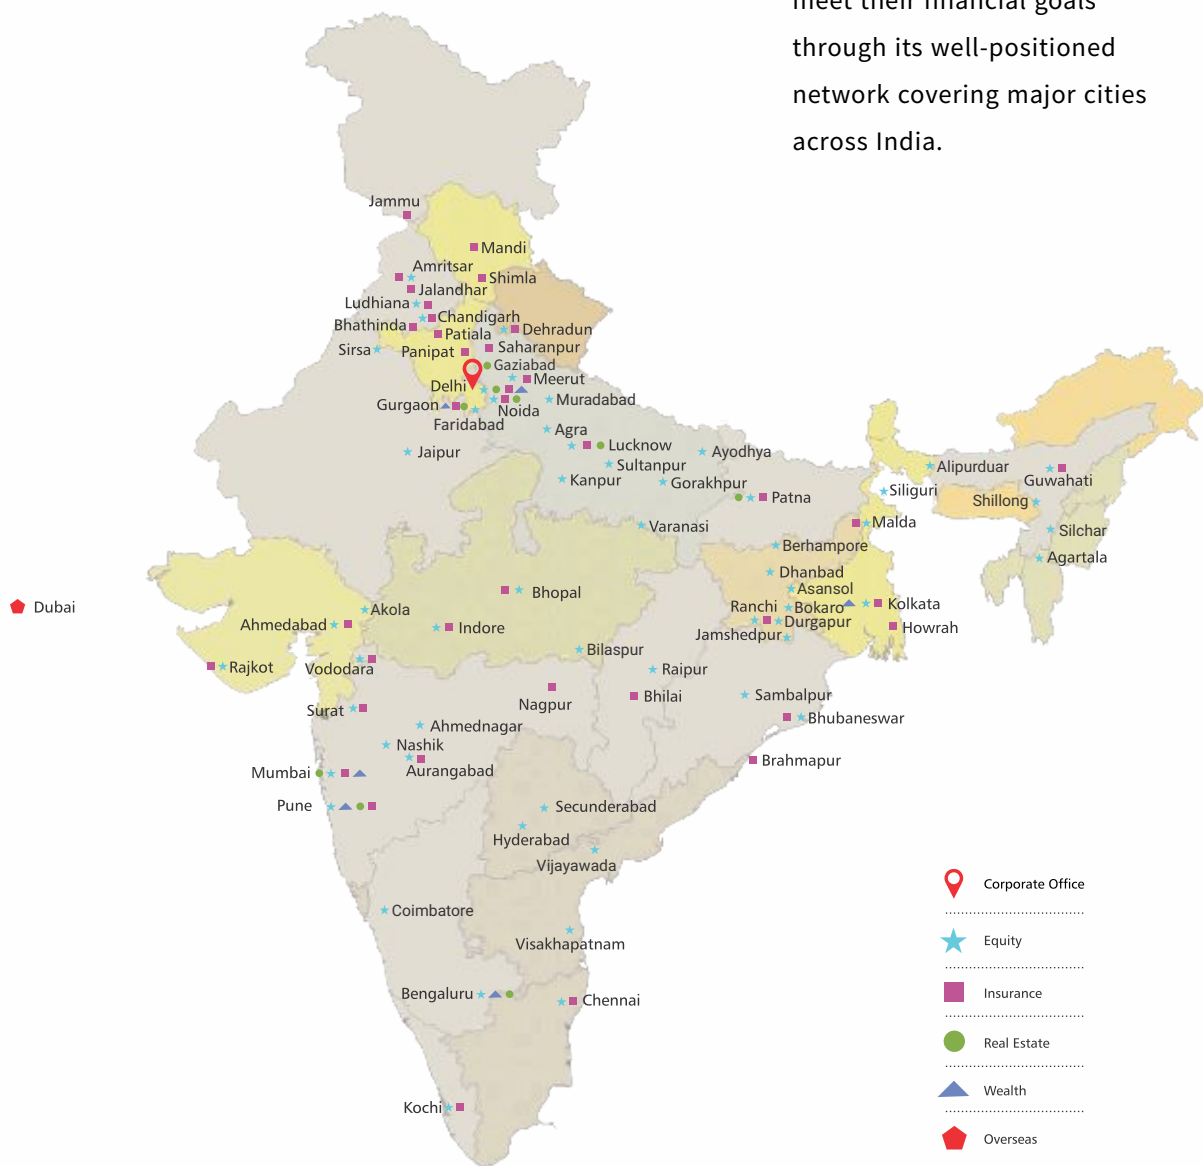 meet their financial goals
through its well-positioned
network covering major cities
across India.
Jammu
Mandi
Amritsar
Shimla
Jalandhar
Ludhiana
Chandigarh
Bhathinda
Patiala
Dehradun
Sirsa
Panipat
Saharanpur
Gaziabad
Delhi
Meerut
Gurgaon
Noida
Muradabad
Faridabad
Agra
Jaipur
Lucknow
Ayodhya
Sultanpur
Kanpur
Gorakhpur
Patna
Varanasi
Alipurduar
Guwahati
Siliguri
Shillong
Malda
Silchar
Berhampore
Agartala
Dhanbad
Asansol
Bhopal
Ranchi
Bokaro
Kolkata
Dubai
Akola
Durgapur
Ahmedabad
Indore
Jamshedpur
Howrah
Bilaspur
Rajkot
Vododara
Raipur
Bhilai
Sambalpur
Nagpur
Surat
Bhubaneswar
Ahmednagar
Nashik
Brahmapur
Mumbai
Aurangabad
Pune
Secunderabad
Hyderabad
Vijayawada
Coimbatore
Visakhapatnam
Bengaluru
Chennai
Kochi
Corporate Office
Equity
Insurance
Real Estate
Wealth
Overseas